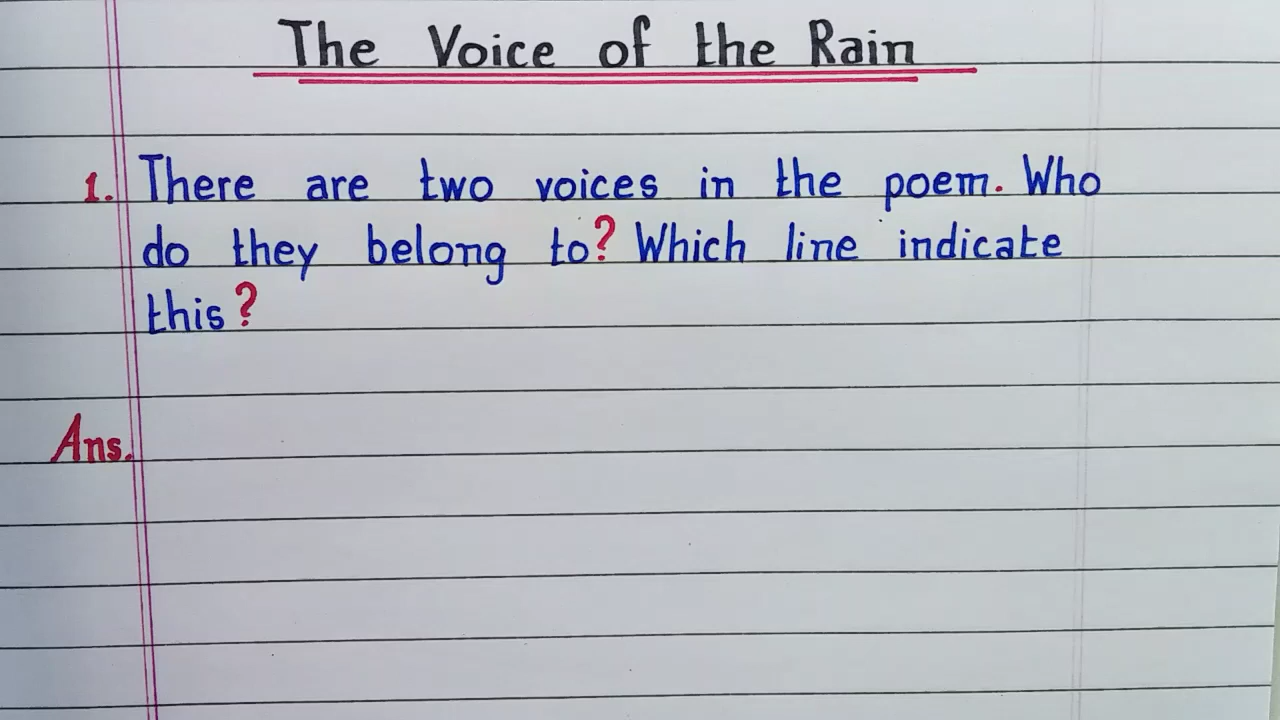 The Voice of the Rain
1. There are two voices in the poem. Who
do they belong to? Which line indicate
this?
Ans.